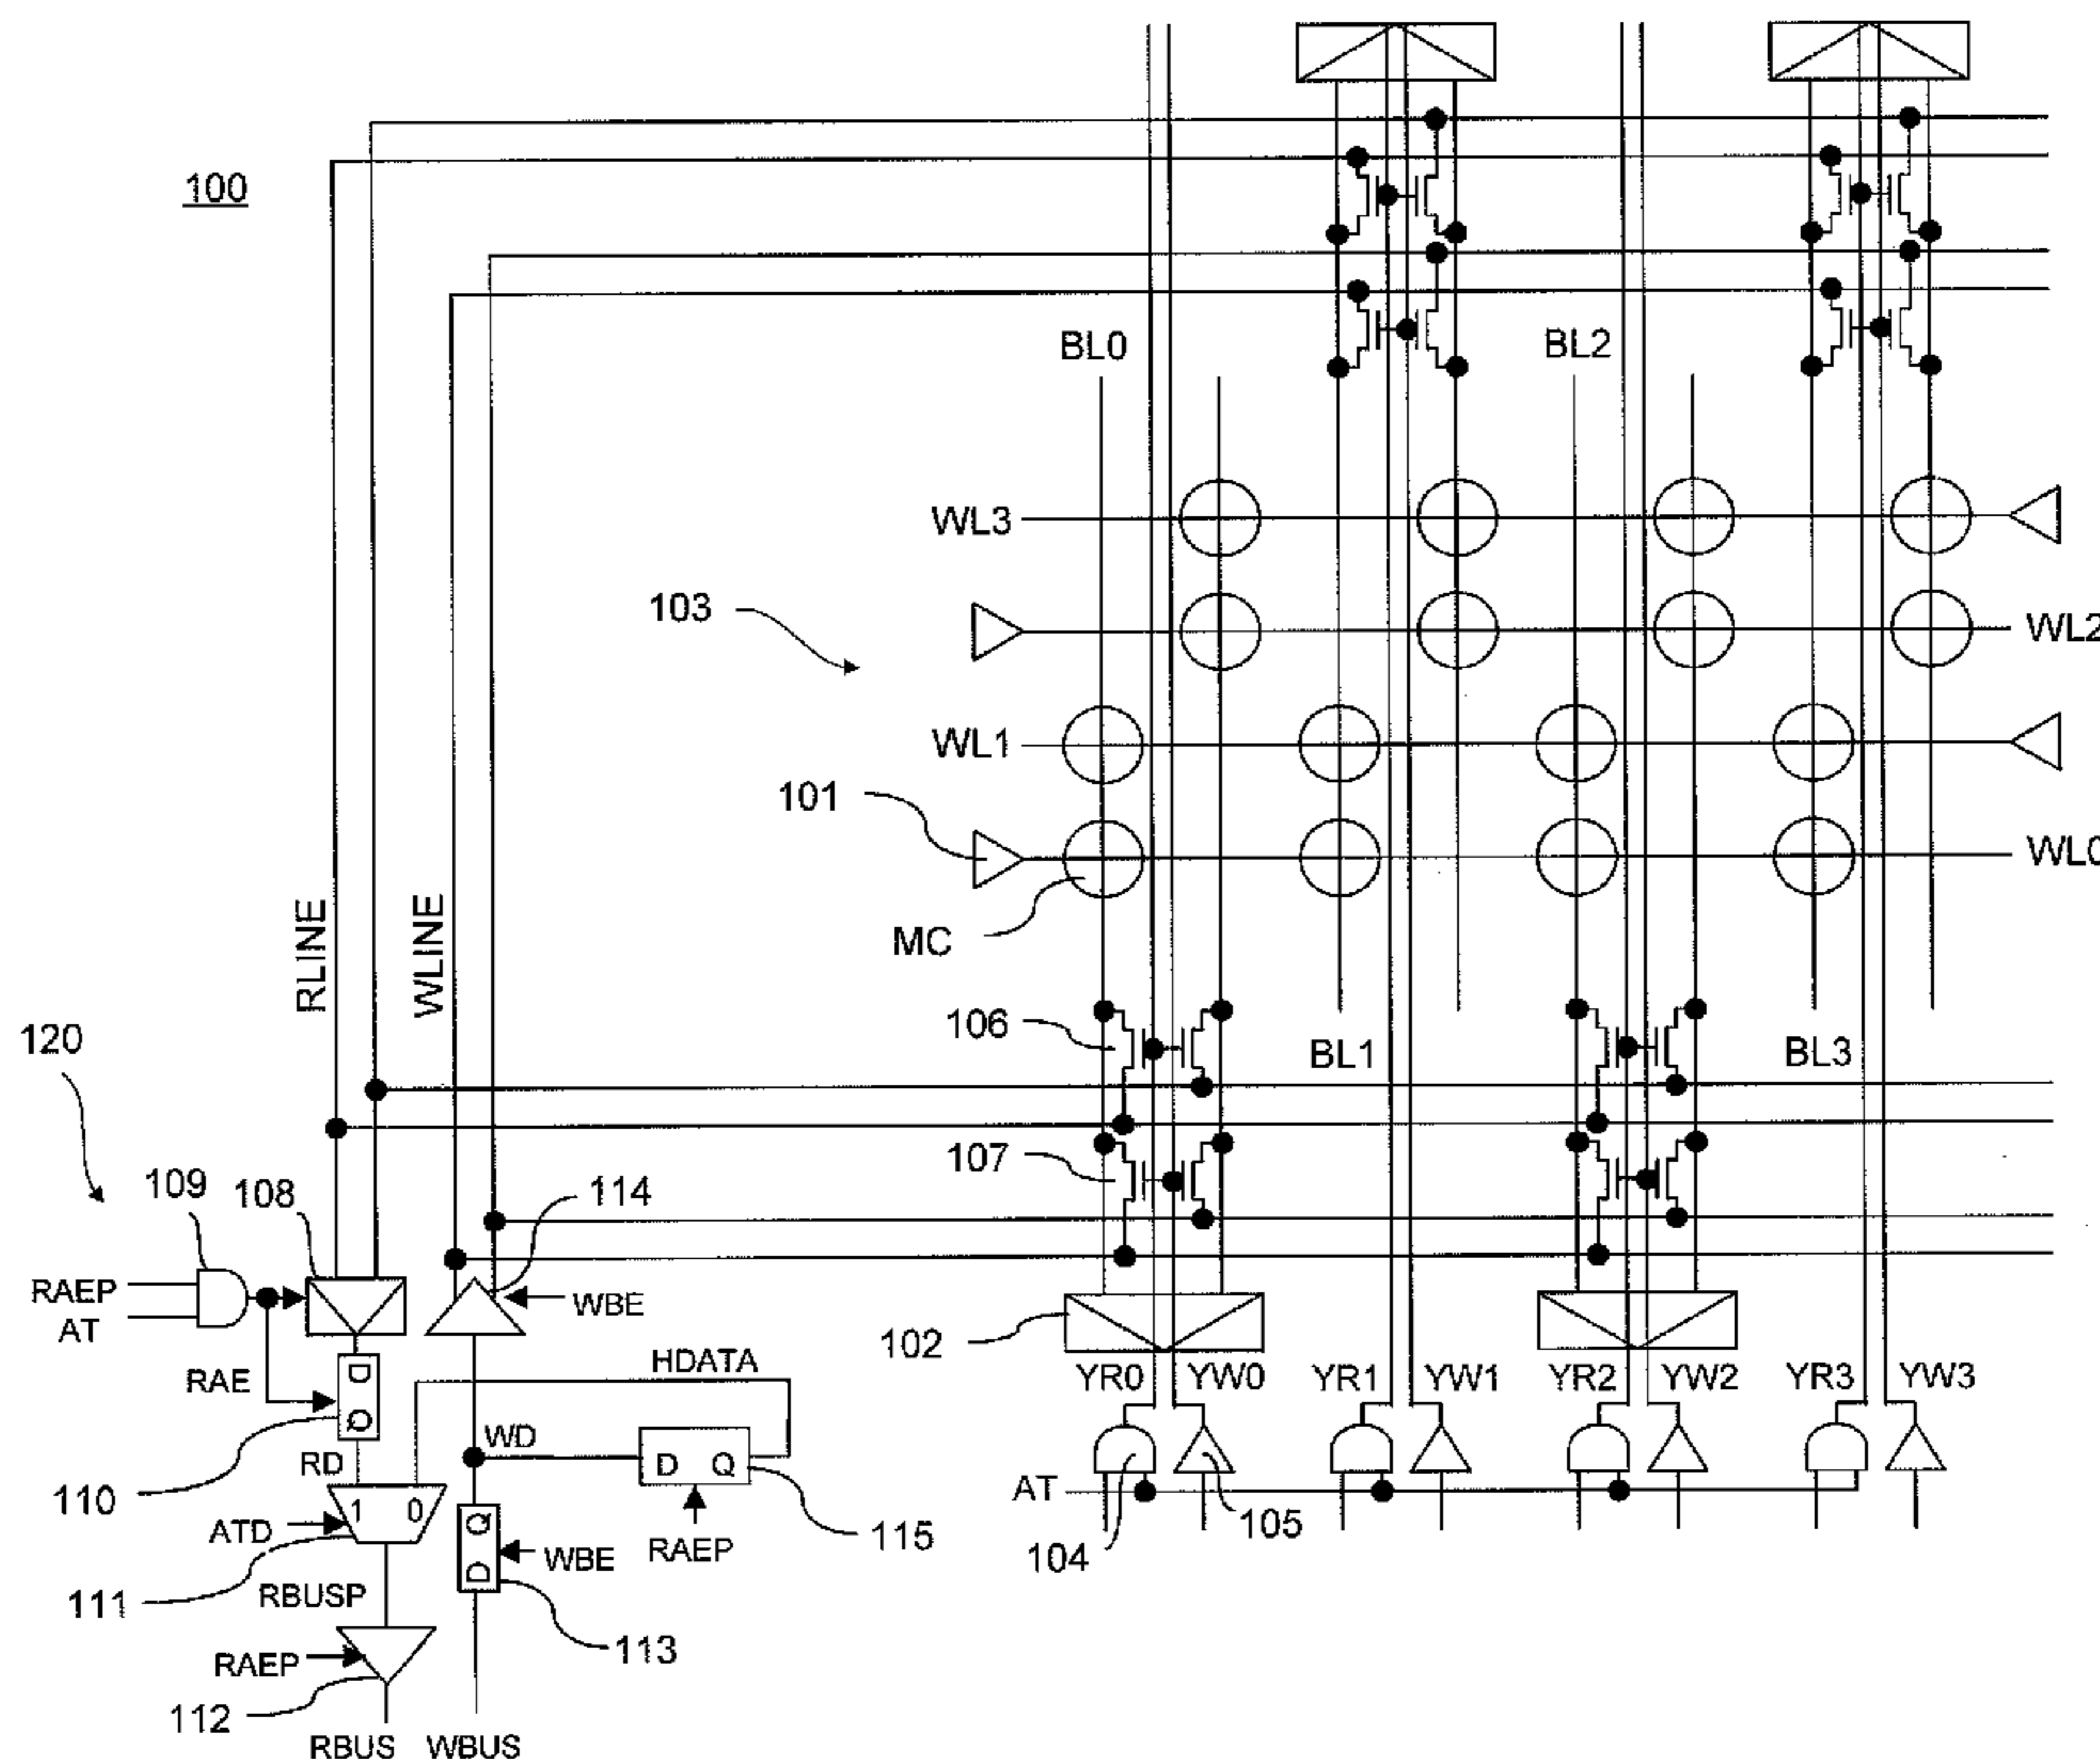 100
BL0
BL2
WL3
103
WL2
WL1
101
WL0
MC
RLINE
WLINE
106
120
BL1
BL3
107
109
108
114
RAEP
AT
WBE
102
HDATA
RAE
D
Q
YR0
YW0
YR1
YW1
YR2
YW2
YR3
YW3
WD
RD
D Q
110
1 0
AT
115
105
ATD
Q
D
WBE
RAEP
104
111
RBUSP
113
RAEP
112
RBUS
WBUS